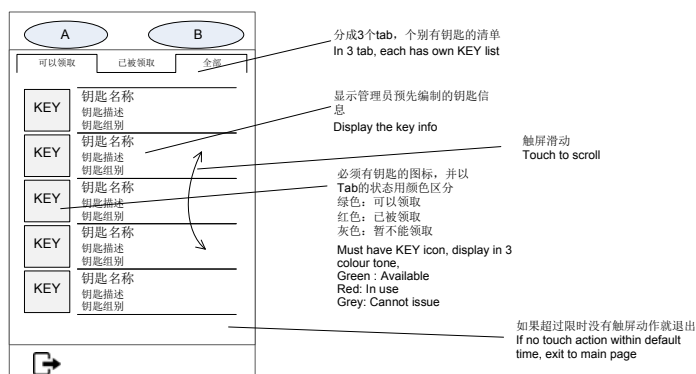 A
B
可以领取
已被领取
全部
KEY
钥匙名称
钥匙描述
钥匙组别
KEY
钥匙名称
钥匙描述
钥匙组别
KEY
钥匙名称
钥匙描述
钥匙组别
KEY
钥匙名称
钥匙描述
钥匙组别
KEY
钥匙名称
钥匙描述
钥匙组别
分成3个tab，个别有钥匙的清单
In 3 tab, each has own KEY list
显示管理员预先编制的钥匙信
息
Display the key info
触屏滑动
Touch to scroll
必须有钥匙的图标，并以
Tab的状态用颜色区分
绿色：可以领取
红色：已被领取
灰色：暂不能领取
Must have KEY icon, display in 3
colour tone,
Green : Available
Red: In use
Grey: Cannot issue
如果超过限时没有触屏动作就退出
If no touch action within default
time, exit to main page